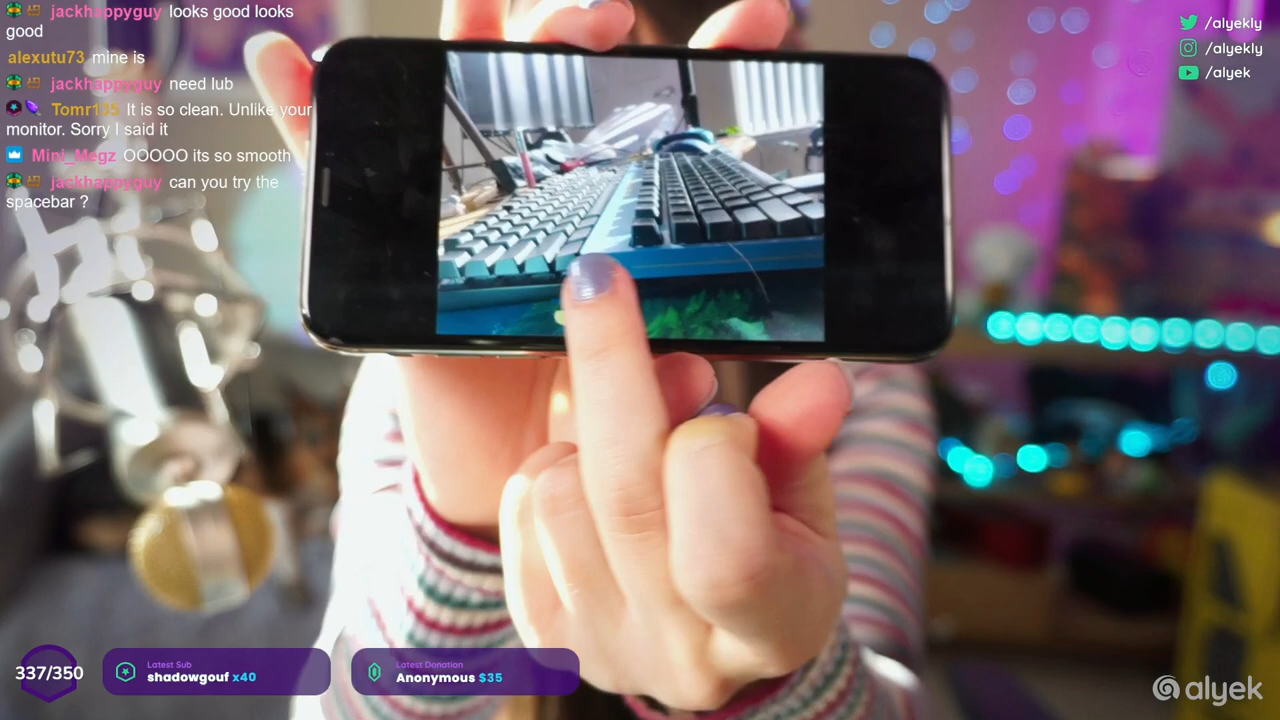 jackhappyguy looks good looks
good
alexutu73 mine is
jackhappyguy need lub
Tomr135 It is so clean. Unlike your
monitor. Sorry I said it
Mini_Megz OOOOO its so smooth
jackhappyguy can you try the
spacebar ?
/alyekly
/alyekly
/alyek
hi
337/350
Latest Sub
shadowgouf x40
Latest Donation
Anonymous $35
alyek